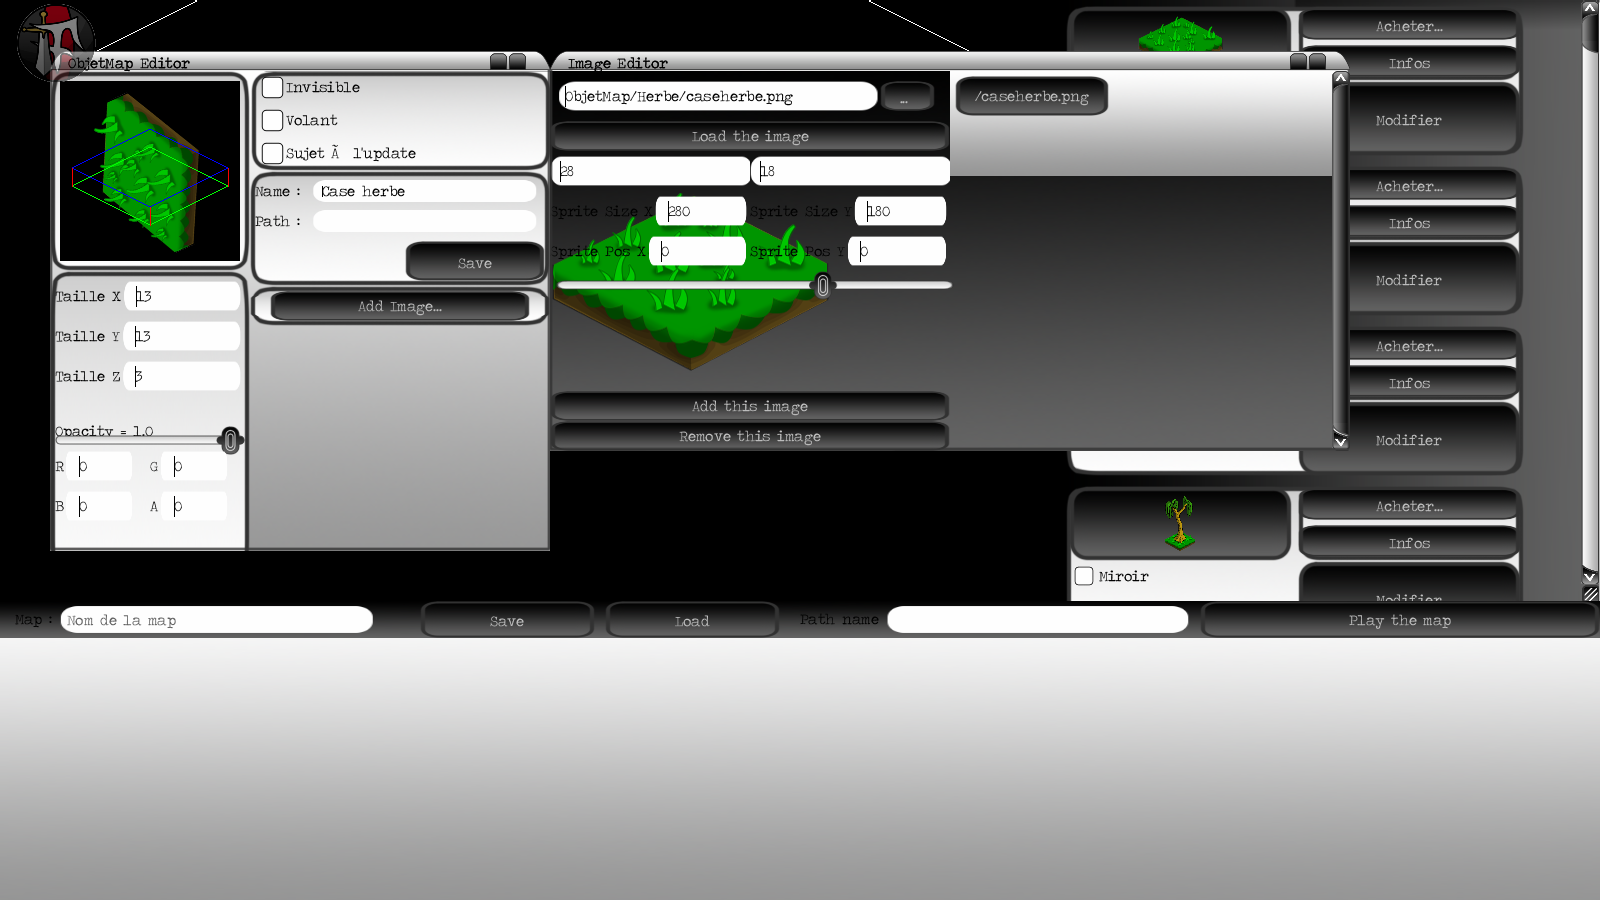 ObjetMap Editor
Invisible
Volant
Sujet Ã  l'update
Name :
Case herbe
Path :
Save
Add Image...
Taille X
13
Taille Y
13
Taille Z
3
Opacity = 1.0
R
0
G
0
B
0
A
0
Image Editor
ObjetMap/Herbe/caseherbe.png
...
/caseherbe.png
Load the image
28
18
Sprite Size X
280
Sprite Size Y
180
Sprite Pos X
0
Sprite Pos Y
0
Add this image
Remove this image
Acheter...
Infos
Modifier
Acheter...
Infos
Modifier
Acheter...
Infos
Modifier
Acheter...
Infos
Miroir
Modifier
Map :
Nom de la map
Save
Load
Path name
Play the map